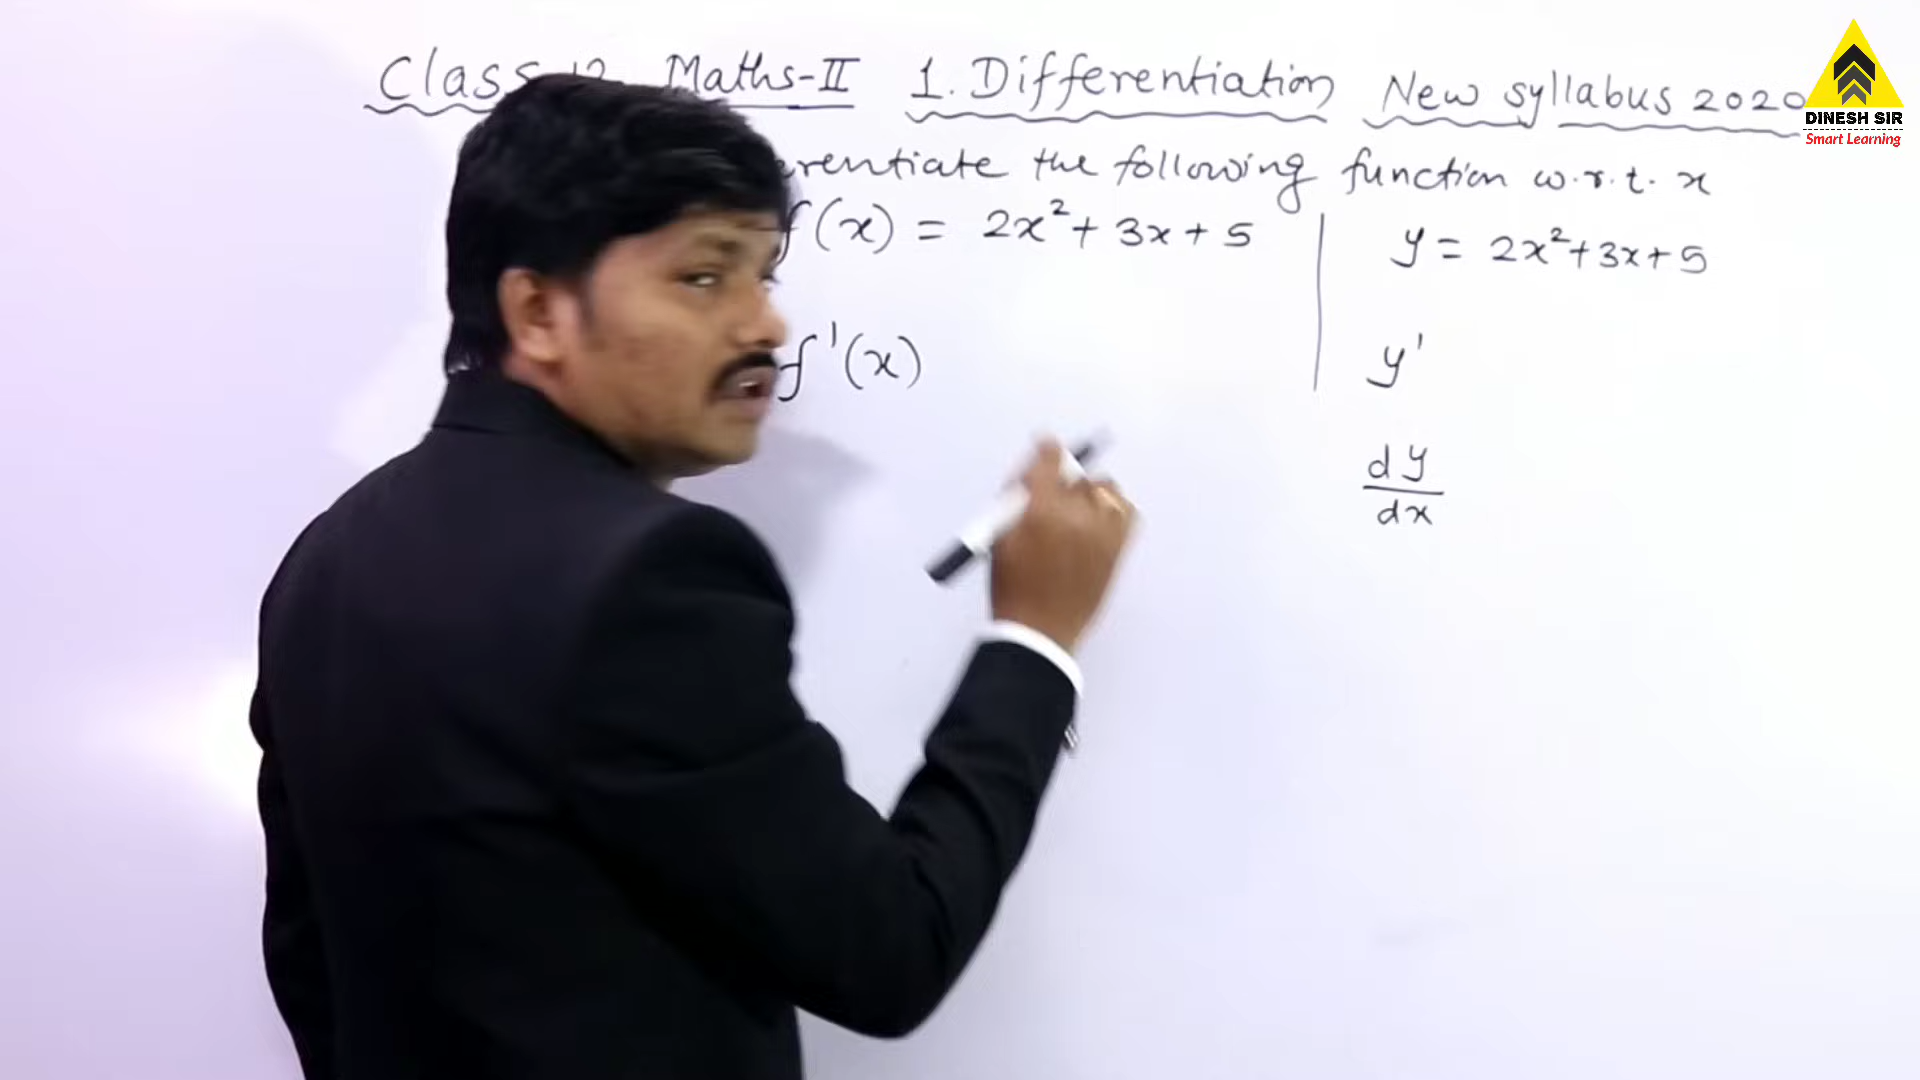 Class 12 Maths-II 1. Differentiation New syllabus 2020
DINESH SIR
Smart Learning
erentiate the following function w.r.t. x
f(x) = 2x²+ 3x + 5
y = 2x²+3x+5
f'(x)
y'
dy
dx